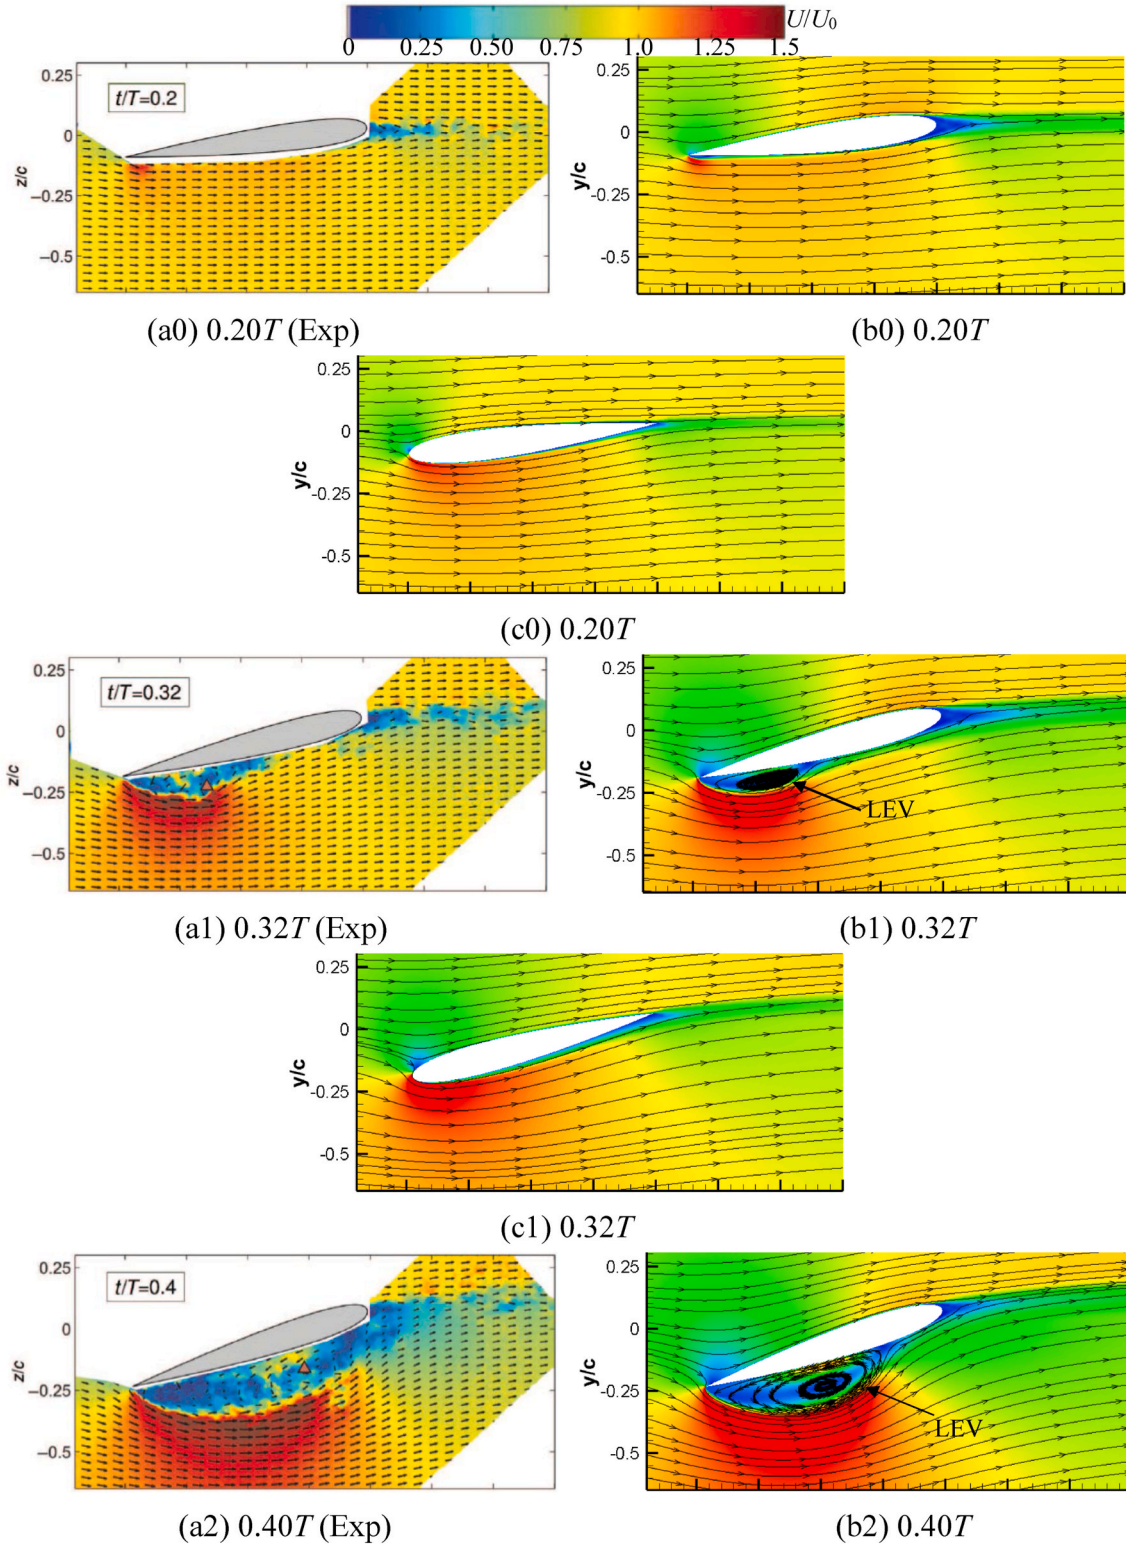 U/U0
0 0.25 0.50 0.75 1.0 1.25 1.5
t/T=0.2
z/c
0.25
0
−0.25
−0.5
(a0) 0.20T (Exp)
y/c
0.25
0
-0.25
-0.5
(b0) 0.20T
y/c
0.25
0
-0.25
-0.5
(c0) 0.20T
t/T=0.32
z/c
0.25
0
−0.25
−0.5
(a1) 0.32T (Exp)
y/c
0.25
0
-0.25
-0.5
LEV
(b1) 0.32T
y/c
0.25
0
-0.25
-0.5
(c1) 0.32T
t/T=0.4
z/c
0.25
0
−0.25
−0.5
(a2) 0.40T (Exp)
y/c
0.25
0
-0.25
-0.5
LEV
(b2) 0.40T